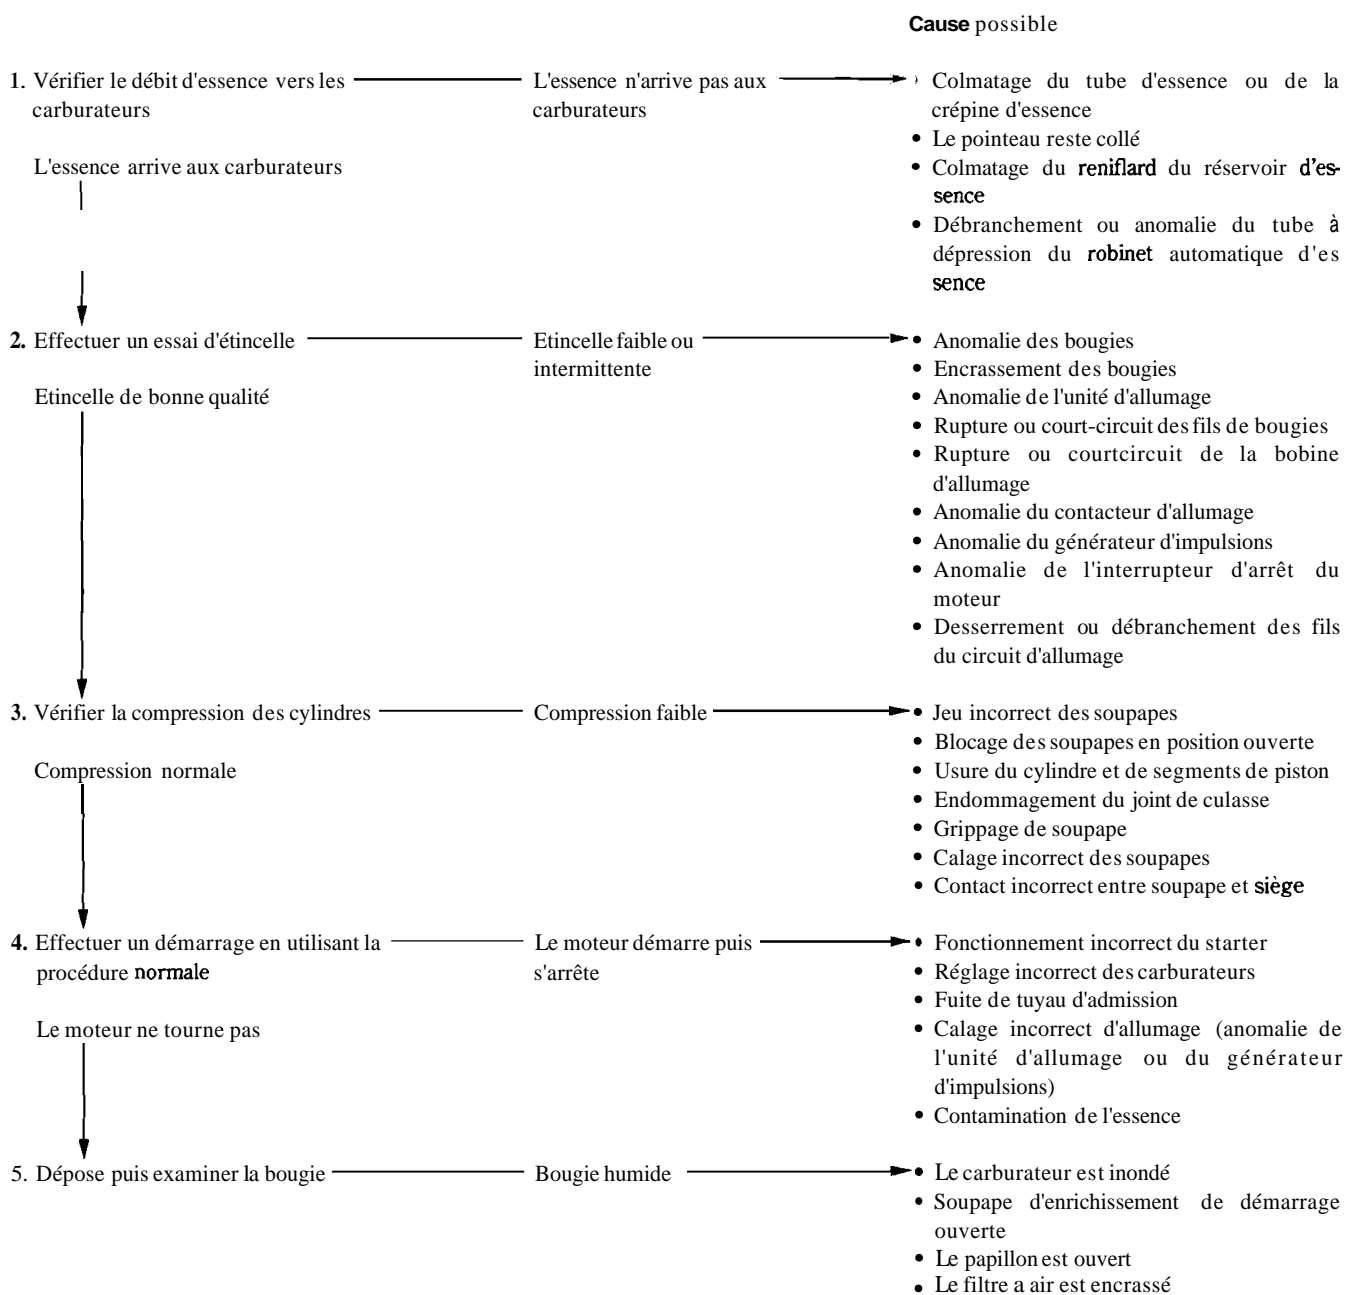 Cause possible
1. Vérifier le débit d'essence vers les
carburateurs
L'essence n'arrive pas aux
carburateurs
Colmatage du tube d'essence ou de la
crépine d'essence
• Le pointeau reste collé
• Colmatage du reniflard du réservoir d'es-
sence
• Débranchement ou anomalie du tube à
dépression du robinet automatique d'es
sence
L'essence arrive aux carburateurs
2. Effectuer un essai d'étincelle
Etincelle faible ou
intermittente
• Anomalie des bougies
• Encrassement des bougies
• Anomalie de l'unité d'allumage
• Rupture ou court-circuit des fils de bougies
• Rupture ou courtcircuit de la bobine
d'allumage
• Anomalie du contacteur d'allumage
• Anomalie du générateur d'impulsions
• Anomalie de l'interrupteur d'arrêt du
moteur
• Desserrement ou débranchement des fils
du circuit d'allumage
Etincelle de bonne qualité
3. Vérifier la compression des cylindres
Compression faible
• Jeu incorrect des soupapes
• Blocage des soupapes en position ouverte
• Usure du cylindre et de segments de piston
• Endommagement du joint de culasse
• Grippage de soupape
• Calage incorrect des soupapes
• Contact incorrect entre soupape et siège
Compression normale
4. Effectuer un démarrage en utilisant la
procédure normale
Le moteur démarre puis
s'arrête
• Fonctionnement incorrect du starter
• Réglage incorrect des carburateurs
• Fuite de tuyau d'admission
• Calage incorrect d'allumage (anomalie de
l'unité d'allumage ou du générateur
d'impulsions)
• Contamination de l'essence
Le moteur ne tourne pas
5. Dépose puis examiner la bougie
Bougie humide
• Le carburateur est inondé
• Soupape d'enrichissement de démarrage
ouverte
• Le papillon est ouvert
• Le filtre a air est encrassé